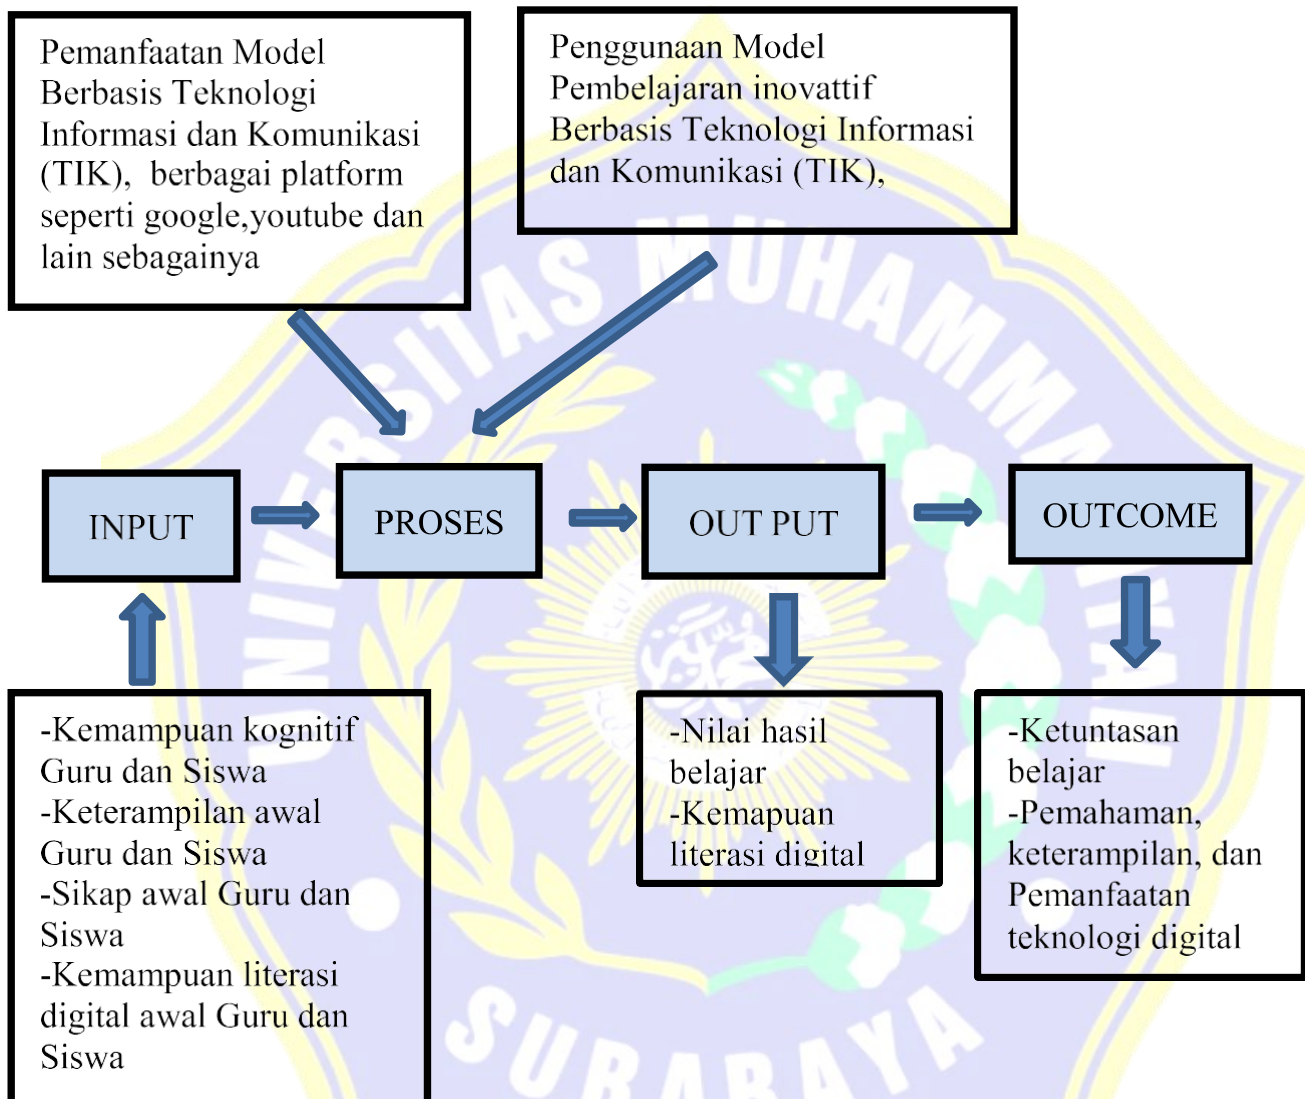 Pemanfaatan Model
Berbasis Teknologi
Informasi dan Komunikasi
(TIK),  berbagai platform
seperti google,youtube dan
lain sebagainya
Penggunaan Model
Pembelajaran inovattif
Berbasis Teknologi Informasi
dan Komunikasi (TIK),
INPUT
PROSES
OUT PUT
OUTCOME
-Kemampuan kognitif
Guru dan Siswa
-Keterampilan awal
Guru dan Siswa
-Sikap awal Guru dan
Siswa
-Kemampuan literasi
digital awal Guru dan
Siswa
-Nilai hasil
belajar
-Kemapuan
literasi digital
-Ketuntasan
belajar
-Pemahaman,
keterampilan, dan
Pemanfaatan
teknologi digital
UNIVERSITAS MUHAMMADIYAH
SURABAYA